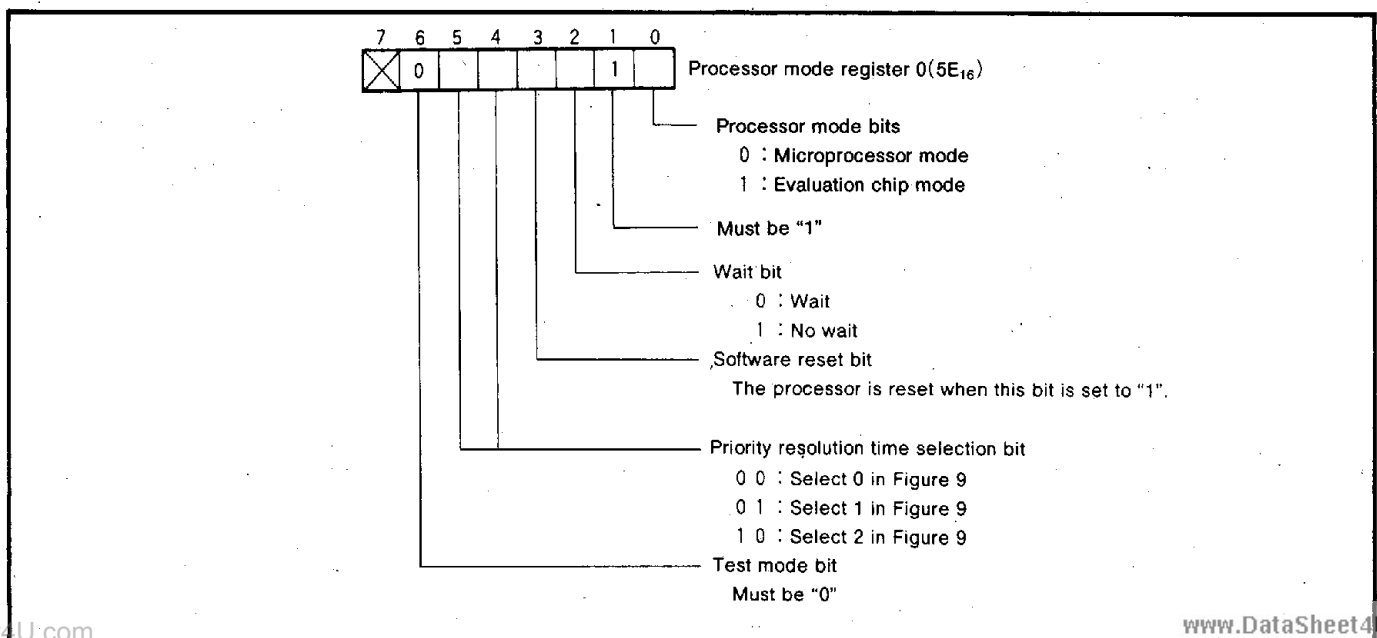 7 6 5 4 3 2 1 0
0 1 Processor mode register 0(5E₁₆)
Processor mode bits
0 : Microprocessor mode
1 : Evaluation chip mode
Must be “1”
Wait bit
0 : Wait
1 : No wait
Software reset bit
The processor is reset when this bit is set to “1”.
Priority resolution time selection bit
0 0 : Select 0 in Figure 9
0 1 : Select 1 in Figure 9
1 0 : Select 2 in Figure 9
Test mode bit
Must be “0”
4U.com
www.DataSheet4